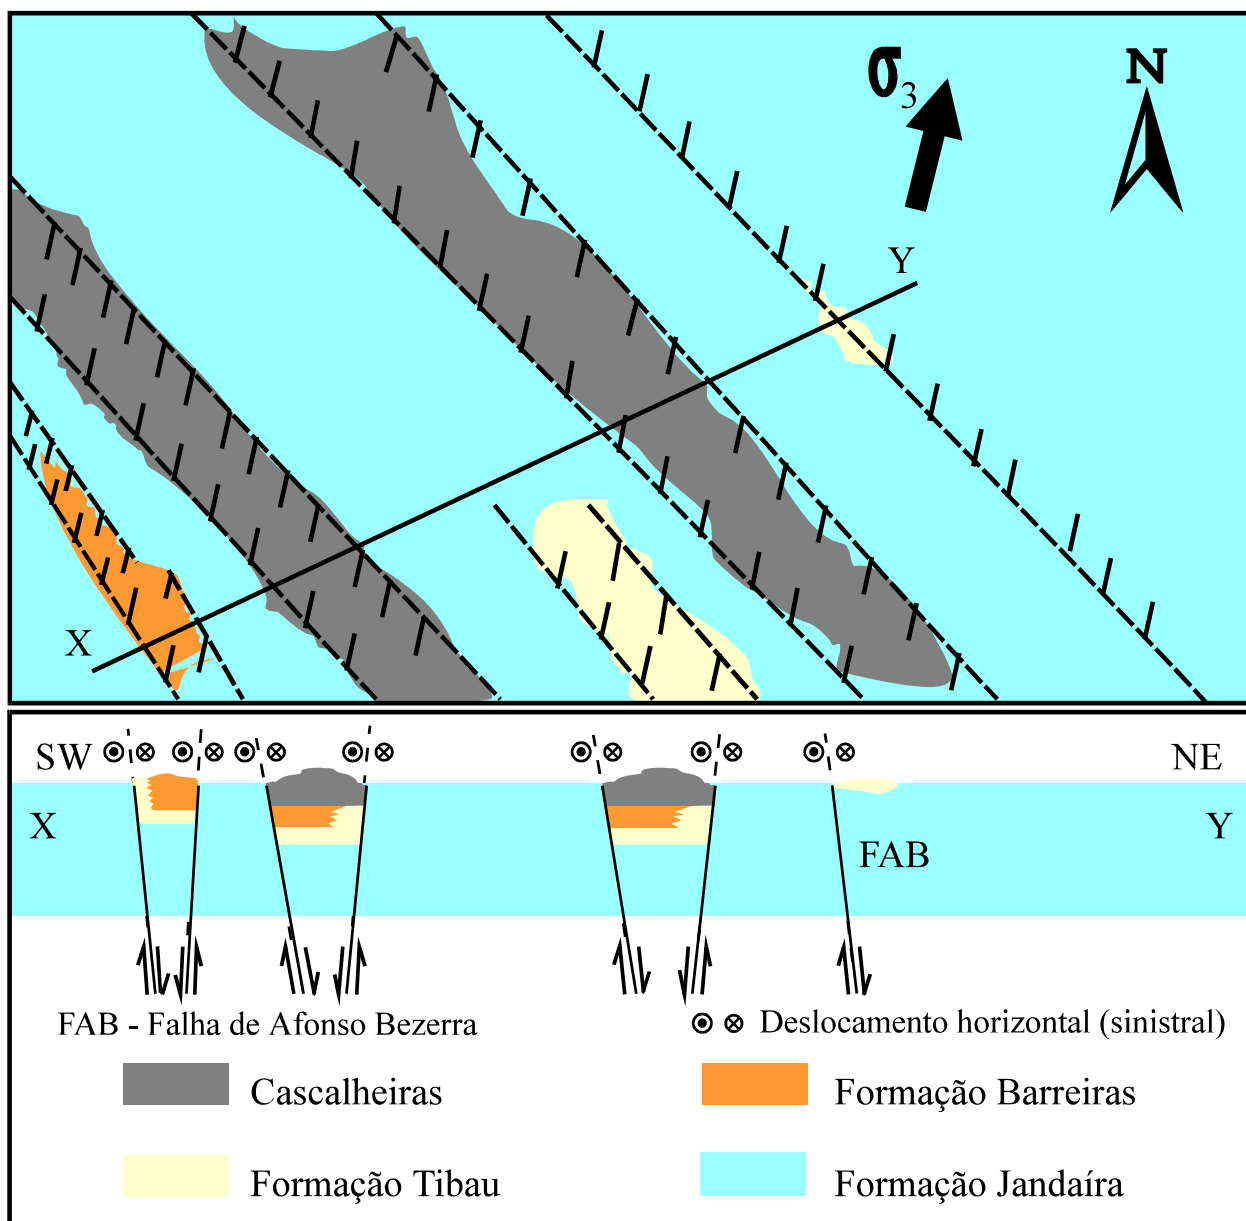 σ3
N
Y
X
SW
NE
X
Y
FAB
FAB - Falha de Afonso Bezerra
Deslocamento horizontal (sinistral)
Cascalheiras
Formação Barreiras
Formação Tibau
Formação Jandaíra